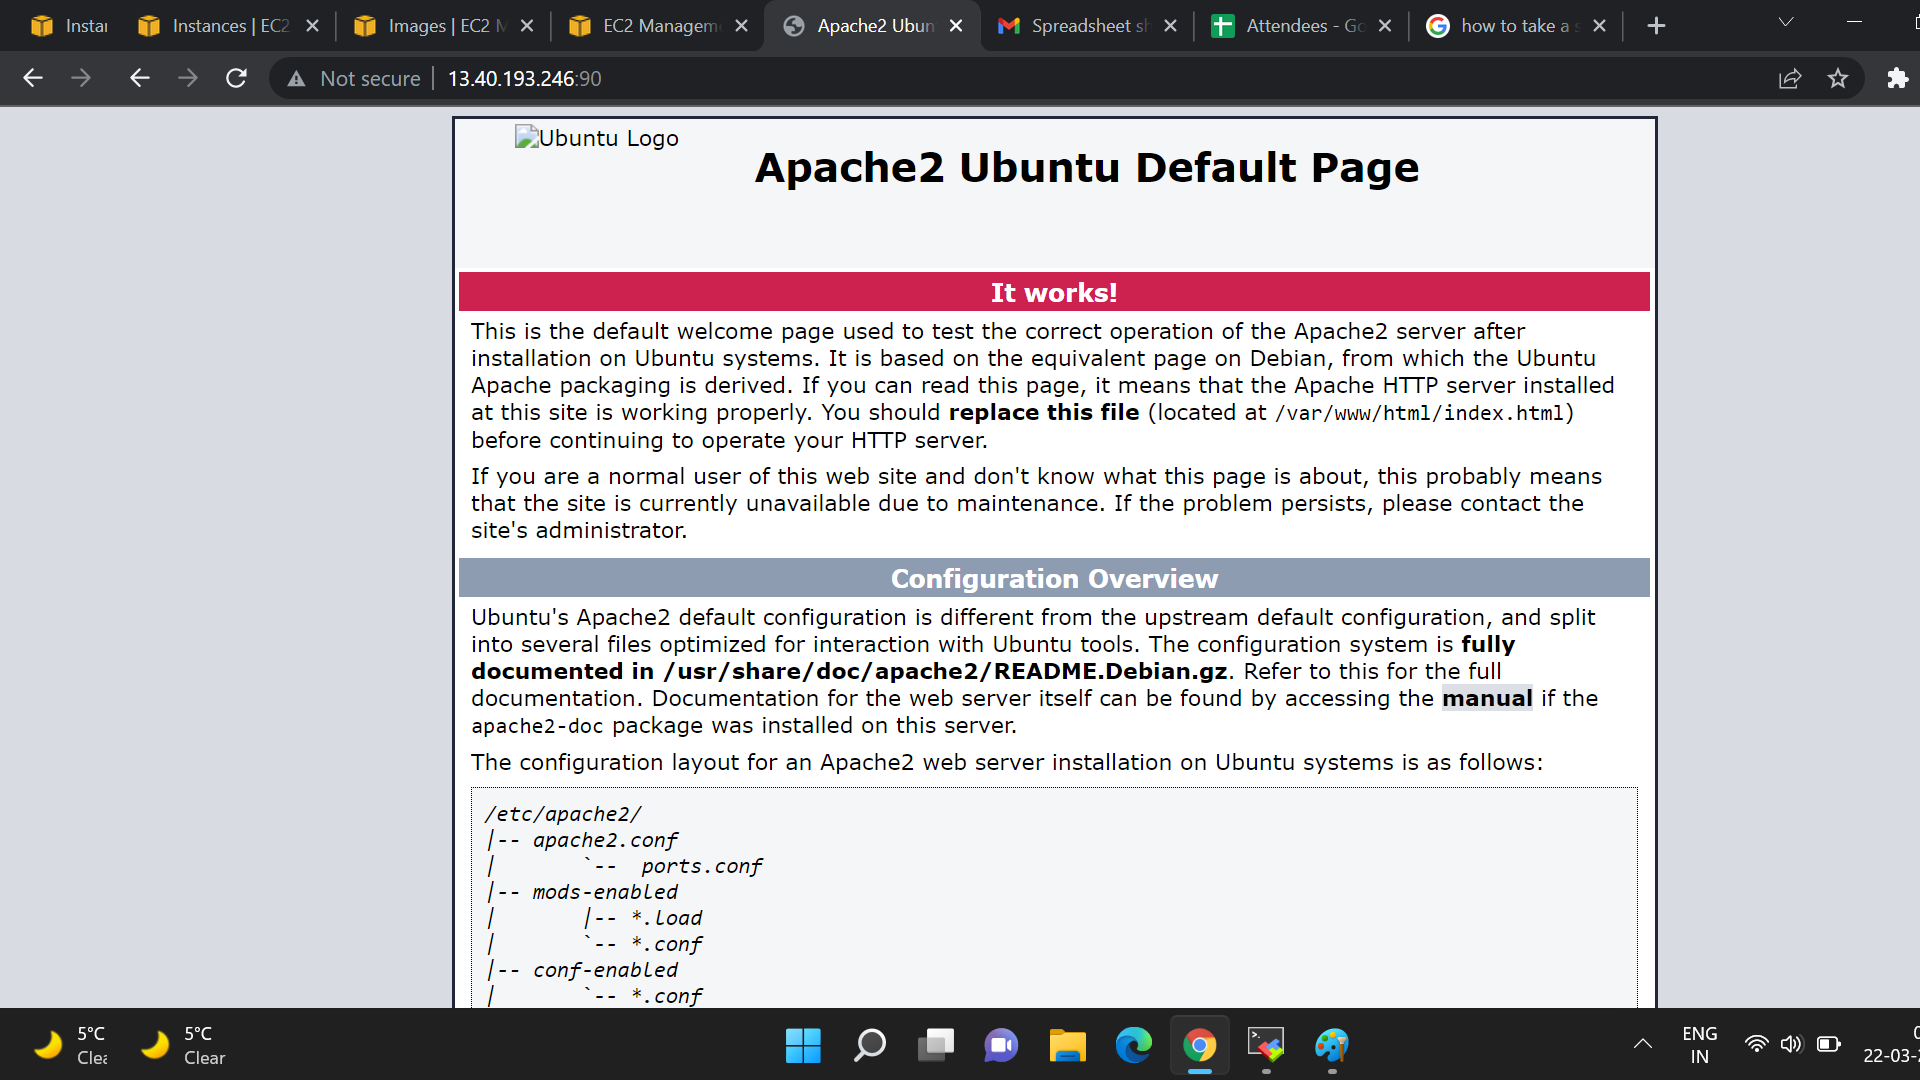 Instar
Instances | EC2
Images | EC2 M
EC2 Managem
Apache2 Ubun
Spreadsheet sh
Attendees - Go
how to take a s
Not secure
13.40.193.246:90
Ubuntu Logo
Apache2 Ubuntu Default Page
It works!
This is the default welcome page used to test the correct operation of the Apache2 server after
installation on Ubuntu systems. It is based on the equivalent page on Debian, from which the Ubuntu
Apache packaging is derived. If you can read this page, it means that the Apache HTTP server installed
at this site is working properly. You should replace this file (located at /var/www/html/index.html)
before continuing to operate your HTTP server.
If you are a normal user of this web site and don't know what this page is about, this probably means
that the site is currently unavailable due to maintenance. If the problem persists, please contact the
site's administrator.
Configuration Overview
Ubuntu's Apache2 default configuration is different from the upstream default configuration, and split
into several files optimized for interaction with Ubuntu tools. The configuration system is fully
documented in /usr/share/doc/apache2/README.Debian.gz. Refer to this for the full
documentation. Documentation for the web server itself can be found by accessing the manual if the
apache2-doc package was installed on this server.
The configuration layout for an Apache2 web server installation on Ubuntu systems is as follows:
/etc/apache2/
|-- apache2.conf
|       `--  ports.conf
|-- mods-enabled
|       |-- *.load
|       `-- *.conf
|-- conf-enabled
|       `-- *.conf
5°C
Clea
5°C
Clear
ENG
IN
22-03-